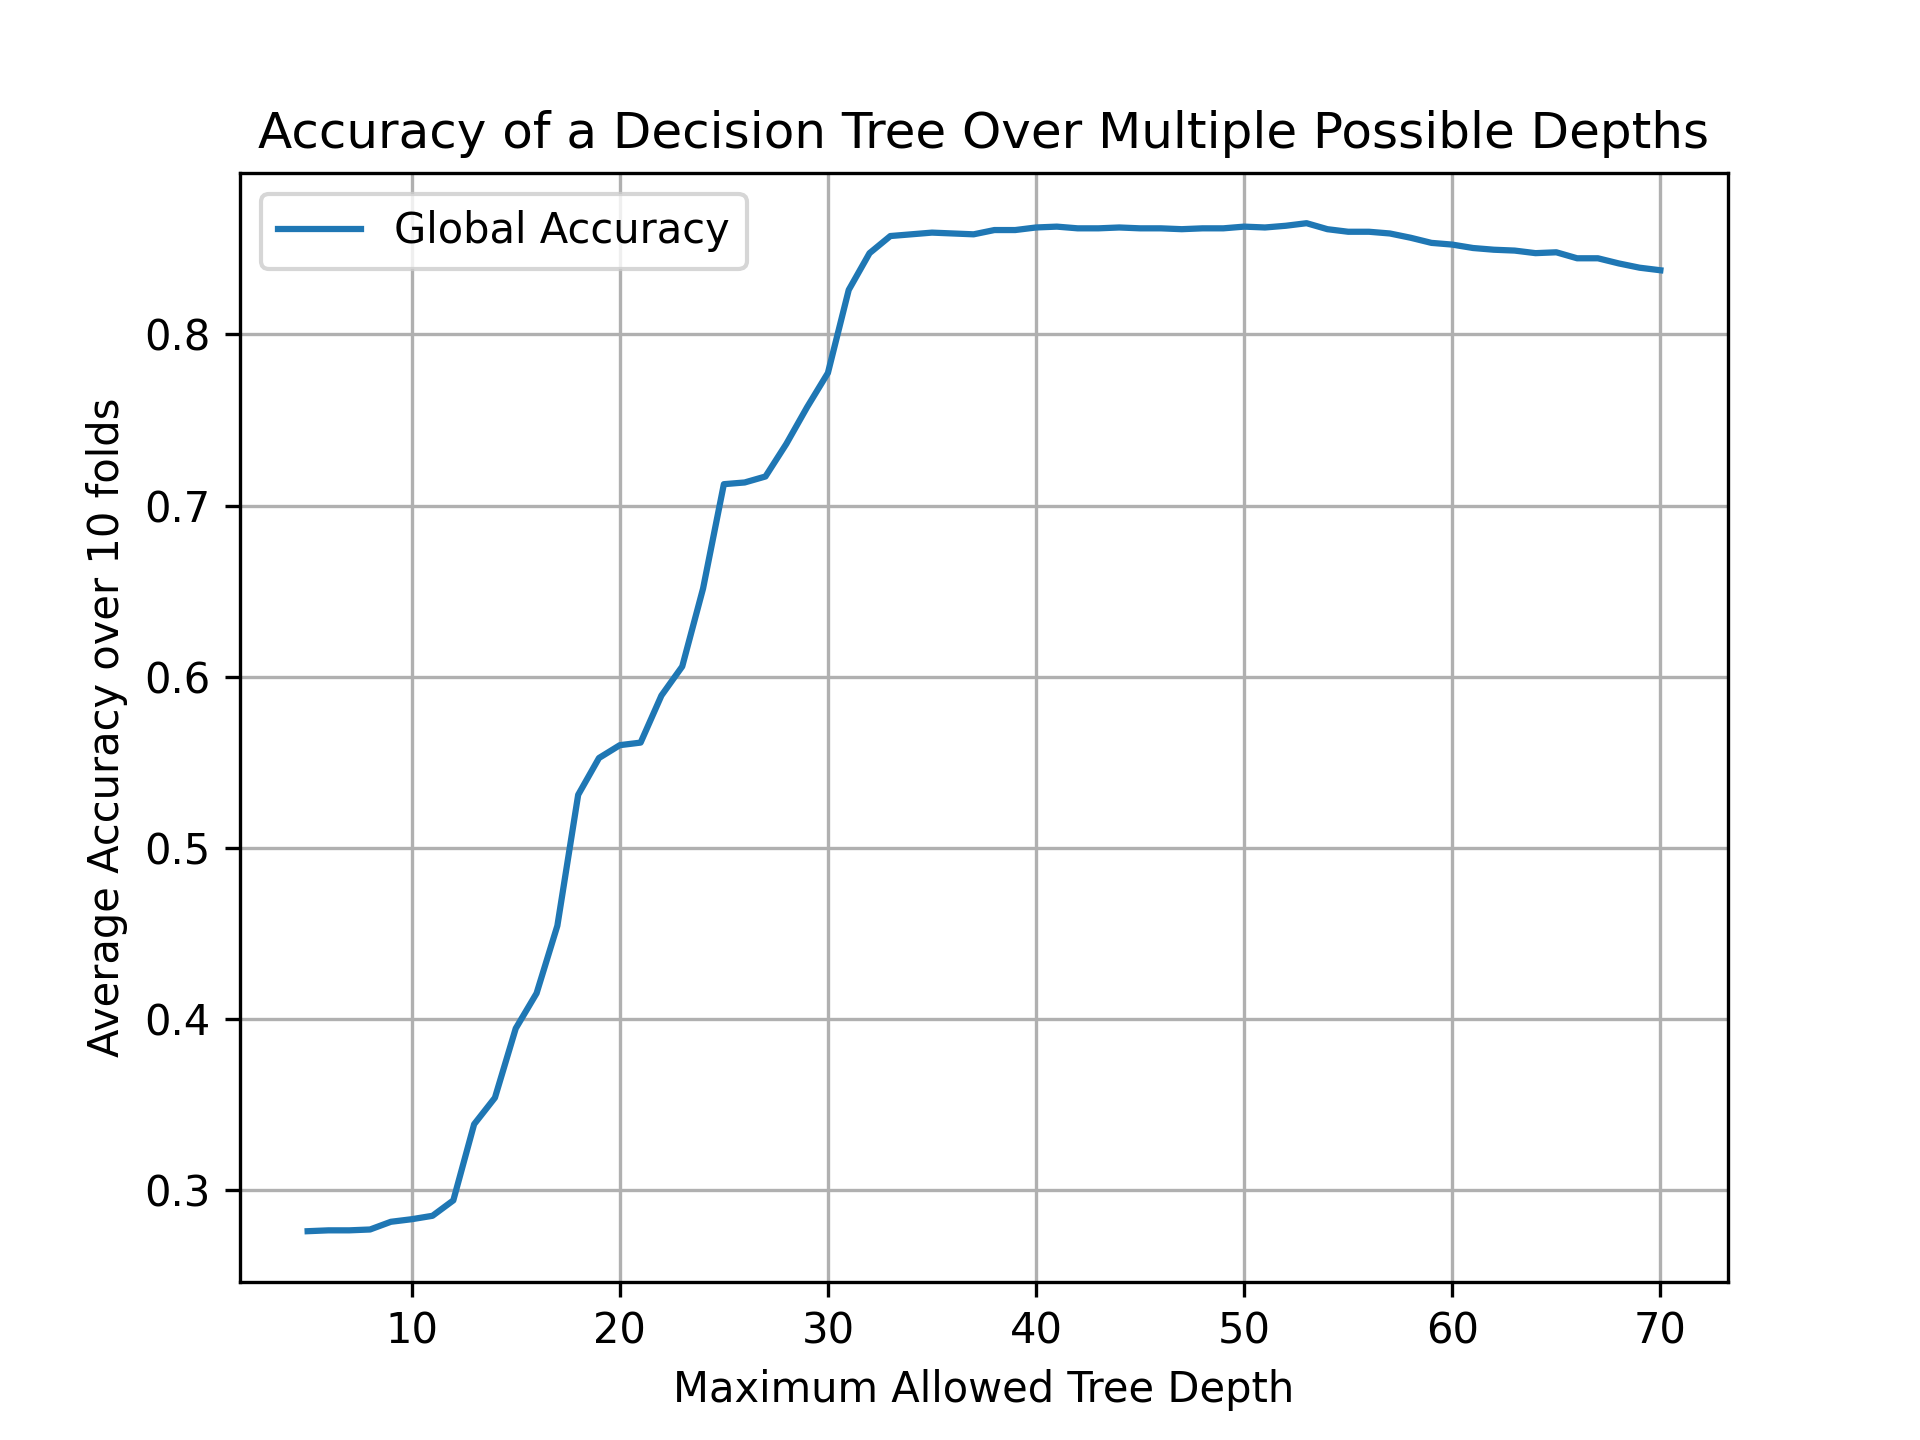 Accuracy of a Decision Tree Over Multiple Possible Depths
Global Accuracy
Average Accuracy over 10 folds
0.8
0.7
0.6
0.5
0.4
0.3
10 20 30 40 50 60 70
Maximum Allowed Tree Depth